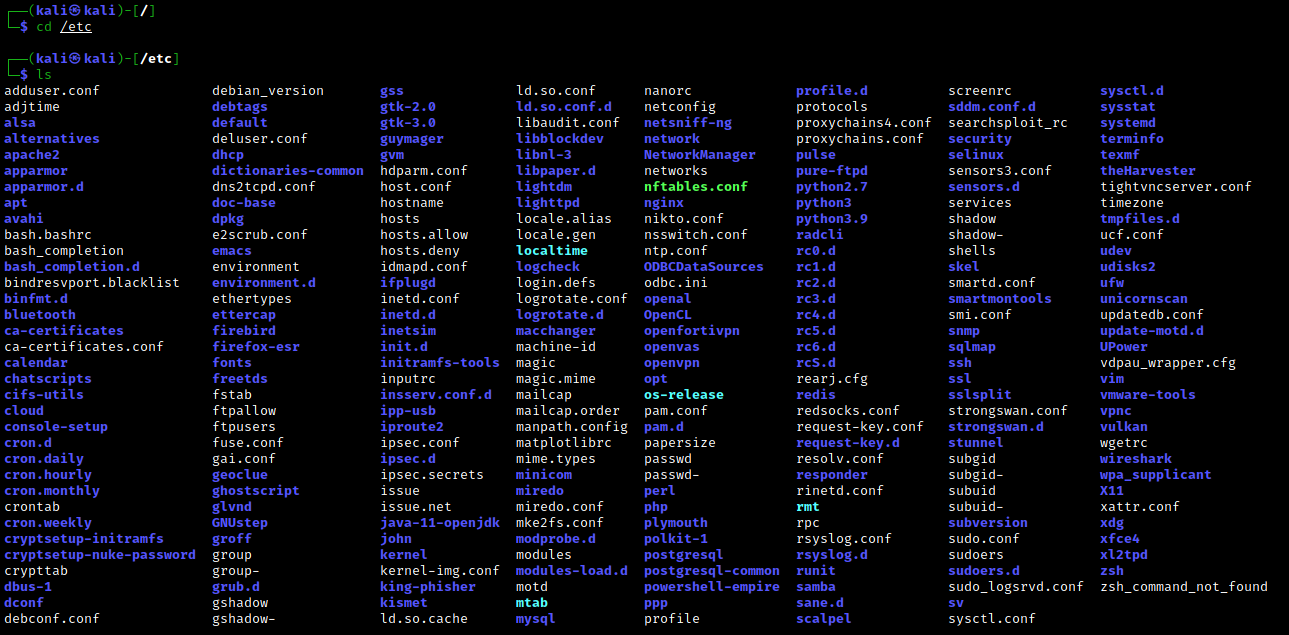 ┌──(kali㉿kali)-[/]
└─$ cd /etc
┌──(kali㉿kali)-[/etc]
└─$ ls
adduser.conf debian_version gss ld.so.conf nanorc profile.d screenrc sysctl.d
adjtime debtags gtk-2.0 ld.so.conf.d netconfig protocols sddm.conf.d sysstat
alsa default gtk-3.0 libaudit.conf netsniff-ng proxychains4.conf searchsploit_rc systemd
alternatives deluser.conf guymager libblockdev network proxychains.conf security terminfo
apache2 dhcp gvm libnl-3 NetworkManager pulse selinux texmf
apparmor dictionaries-common hdparm.conf libpaper.d networks pure-ftpd sensors3.conf theHarvester
apparmor.d dns2tcpd.conf host.conf lightdm nftables.conf python2.7 sensors.d tightvncserver.conf
apt doc-base hostname lighttpd nginx python3 services timezone
avahi dpkg hosts locale.alias nikto.conf python3.9 shadow tmpfiles.d
bash.bashrc e2scrub.conf hosts.allow locale.gen nsswitch.conf radcli shadow- ucf.conf
bash_completion emacs hosts.deny localtime ntp.conf rc0.d shells udev
bash_completion.d environment idmapd.conf logcheck ODBCDataSources rc1.d skel udisks2
bindresvport.blacklist environment.d ifplugd login.defs odbc.ini rc2.d smartd.conf ufw
binfmt.d ethertypes inetd.conf logrotate.conf openal rc3.d smartmontools unicornscan
bluetooth ettercap inetd.d logrotate.d OpenCL rc4.d smi.conf updatedb.conf
ca-certificates firebird inetsim macchanger openfortivpn rc5.d snmp update-motd.d
ca-certificates.conf firefox-esr init.d machine-id openvas rc6.d sqlmap UPower
calendar fonts initramfs-tools magic openvpn rcS.d ssh vdpau_wrapper.cfg
chatscripts freetds inputrc magic.mime opt rearj.cfg ssl vim
cifs-utils fstab insserv.conf.d mailcap os-release redis sslsplit vmware-tools
cloud ftpallow ipp-usb mailcap.order pam.conf redsocks.conf strongswan.conf vpnc
console-setup ftpusers iproute2 manpath.config pam.d request-key.conf strongswan.d vulkan
cron.d fuse.conf ipsec.conf matplotlibrc papersize request-key.d stunnel wgetrc
cron.daily gai.conf ipsec.d mime.types passwd resolv.conf subgid wireshark
cron.hourly geoclue ipsec.secrets minicom passwd- responder subgid- wpa_supplicant
cron.monthly ghostscript issue miredo perl rinetd.conf subuid X11
crontab glvnd issue.net miredo.conf php rmt subuid- xattr.conf
cron.weekly GNUstep java-11-openjdk mke2fs.conf plymouth rpc subversion xdg
cryptsetup-initramfs groff john modprobe.d polkit-1 rsyslog.conf sudo.conf xfce4
cryptsetup-nuke-password group kernel modules postgresql rsyslog.d sudoers xl2tpd
crypttab group- kernel-img.conf modules-load.d postgresql-common runit sudoers.d zsh
dbus-1 grub.d king-phisher motd powershell-empire samba sudo_logsrvd.conf zsh_command_not_found
dconf gshadow kismet mtab ppp sane.d sv
debconf.conf gshadow- ld.so.cache mysql profile scalpel sysctl.conf